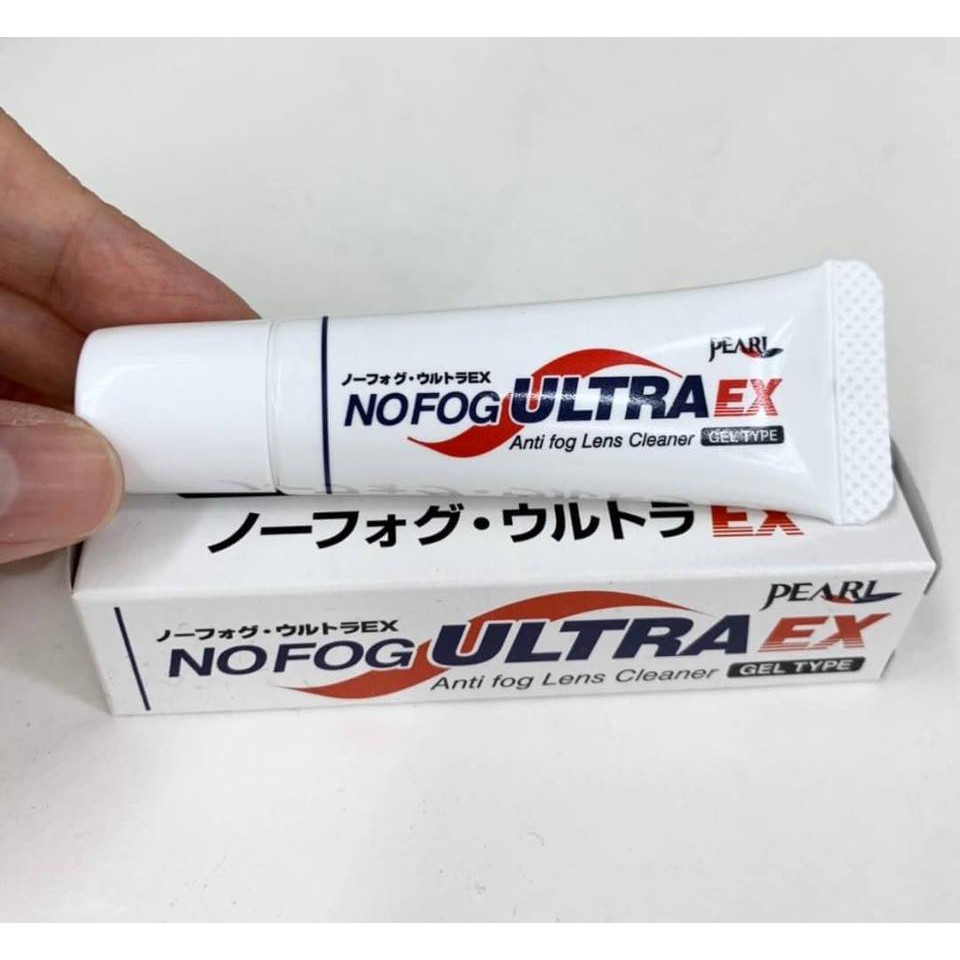 PEARL
ノーフォグ・ウルトラEX
NOFOG ULTRA EX
Anti fog Lens Cleaner GEL TYPE
ノーフォグ・ウルトラ EX
PEARL
ノーフォグ・ウルトラEX
NOFOG ULTRA EX
Anti fog Lens Cleaner GEL TYPE